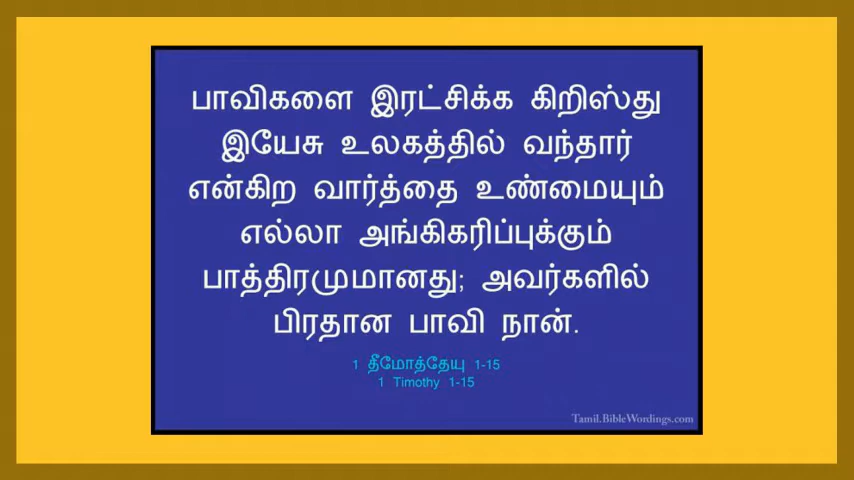 பாவிகளை இரட்சிக்க கிறிஸ்து
இயேசு உலகத்தில் வந்தார்
என்கிற வார்த்தை உண்மையும்
எல்லா அங்கிகரிப்புக்கும்
பாத்திரமுமானது; அவர்களில்
பிரதான பாவி நான்.
1 தீமோத்தேயு 1-15
1 Timothy 1-15
Tamil.BibleWordings.com